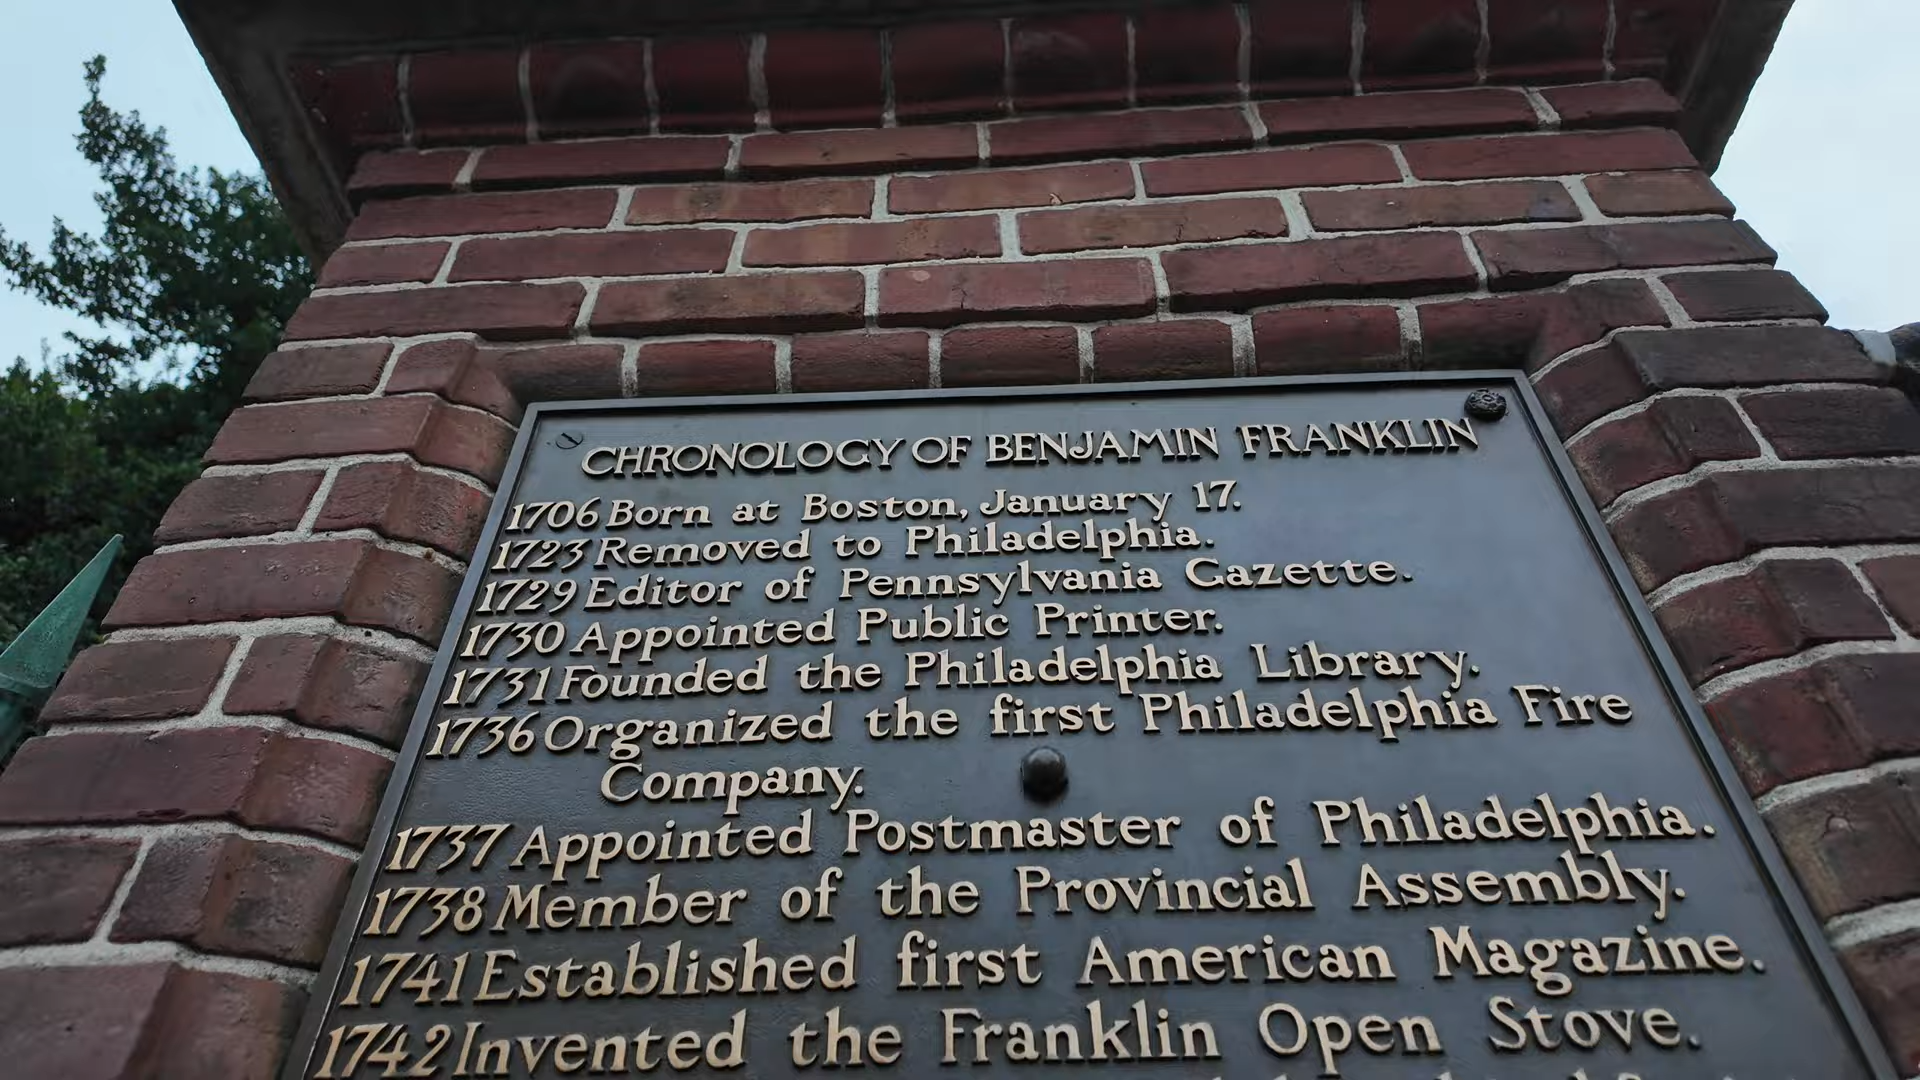 CHRONOLOGY OF BENJAMIN FRANKLIN
1706 Born at Boston, January 17.
1723 Removed to Philadelphia.
1729 Editor of Pennsylvania Gazette.
1730 Appointed Public Printer.
1731 Founded the Philadelphia Library.
1736 Organized the first Philadelphia Fire
Company.
1737 Appointed Postmaster of Philadelphia.
1738 Member of the Provincial Assembly.
1741 Established first American Magazine.
1742 Invented the Franklin Open Stove.